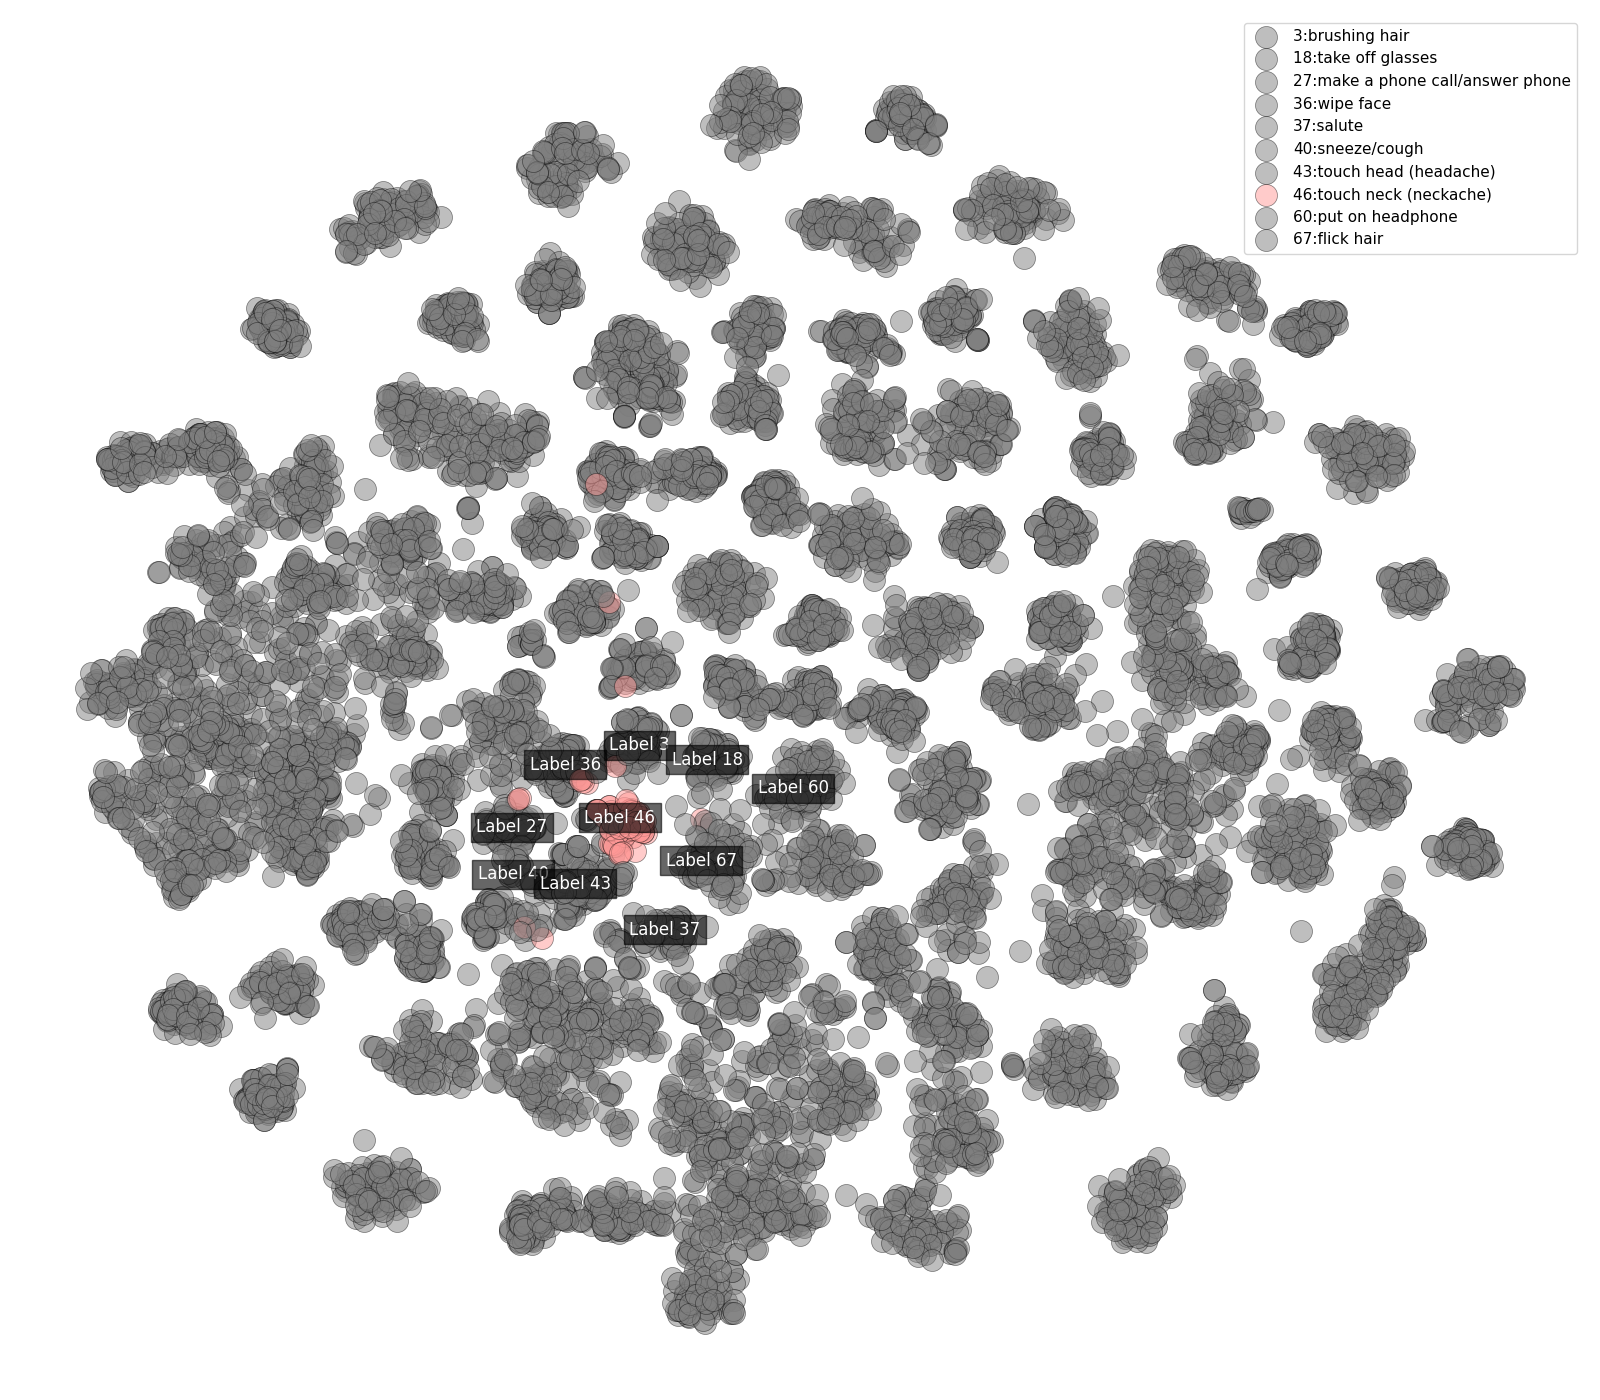 3:brushing hair
18:take off glasses
27:make a phone call/answer phone
36:wipe face
37:salute
40:sneeze/cough
43:touch head (headache)
46:touch neck (neckache)
60:put on headphone
67:flick hair
Label 3
Label 18
Label 36
Label 60
Label 46
Label 27
Label 67
Label 40
Label 43
Label 37